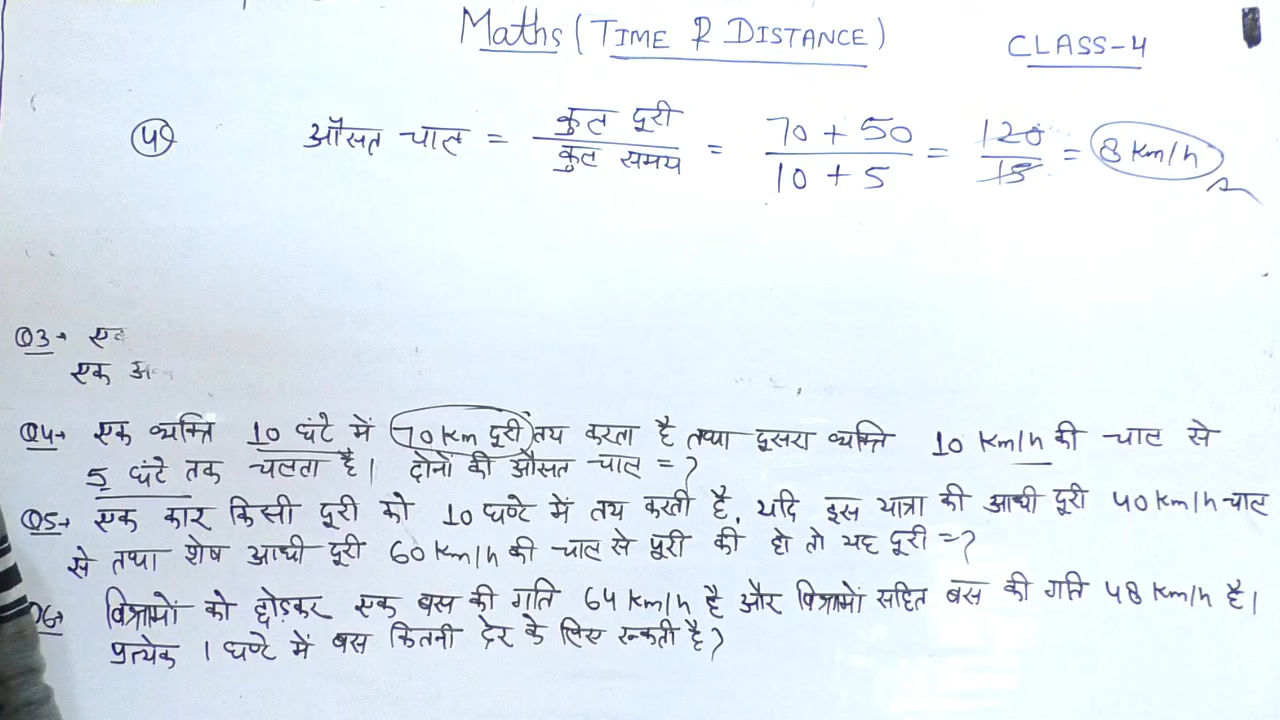 Maths (TIME & DISTANCE) CLASS-4
4 औसत चाल = कुल दूरी / कुल समय = 70 + 50 / 10 + 5 = 120 / 15 = 8 km/h
Q3→ एक
एक
Q4→ एक व्यक्ति 10 घंटे में 70 km दूरी तय करता है तथा दूसरा व्यक्ति 10 km/h की चाल से
5 घंटे तक चलता है। दोनों की औसत चाल = ?
Q5→ एक कार किसी दूरी को 10 घण्टे में तय करती है, यदि इस यात्रा की आधी दूरी 40 km/h चाल
से तथा शेष आधी दूरी 60 km/h की चाल से पूरी की हो तो यह दूरी = ?
Q6→ विश्रामों को छोड़कर एक बस की गति 64 km/h है और विश्रामों सहित बस की गति 48 km/h है।
प्रत्येक 1 घण्टे में बस कितनी देर के लिए रूकती है?